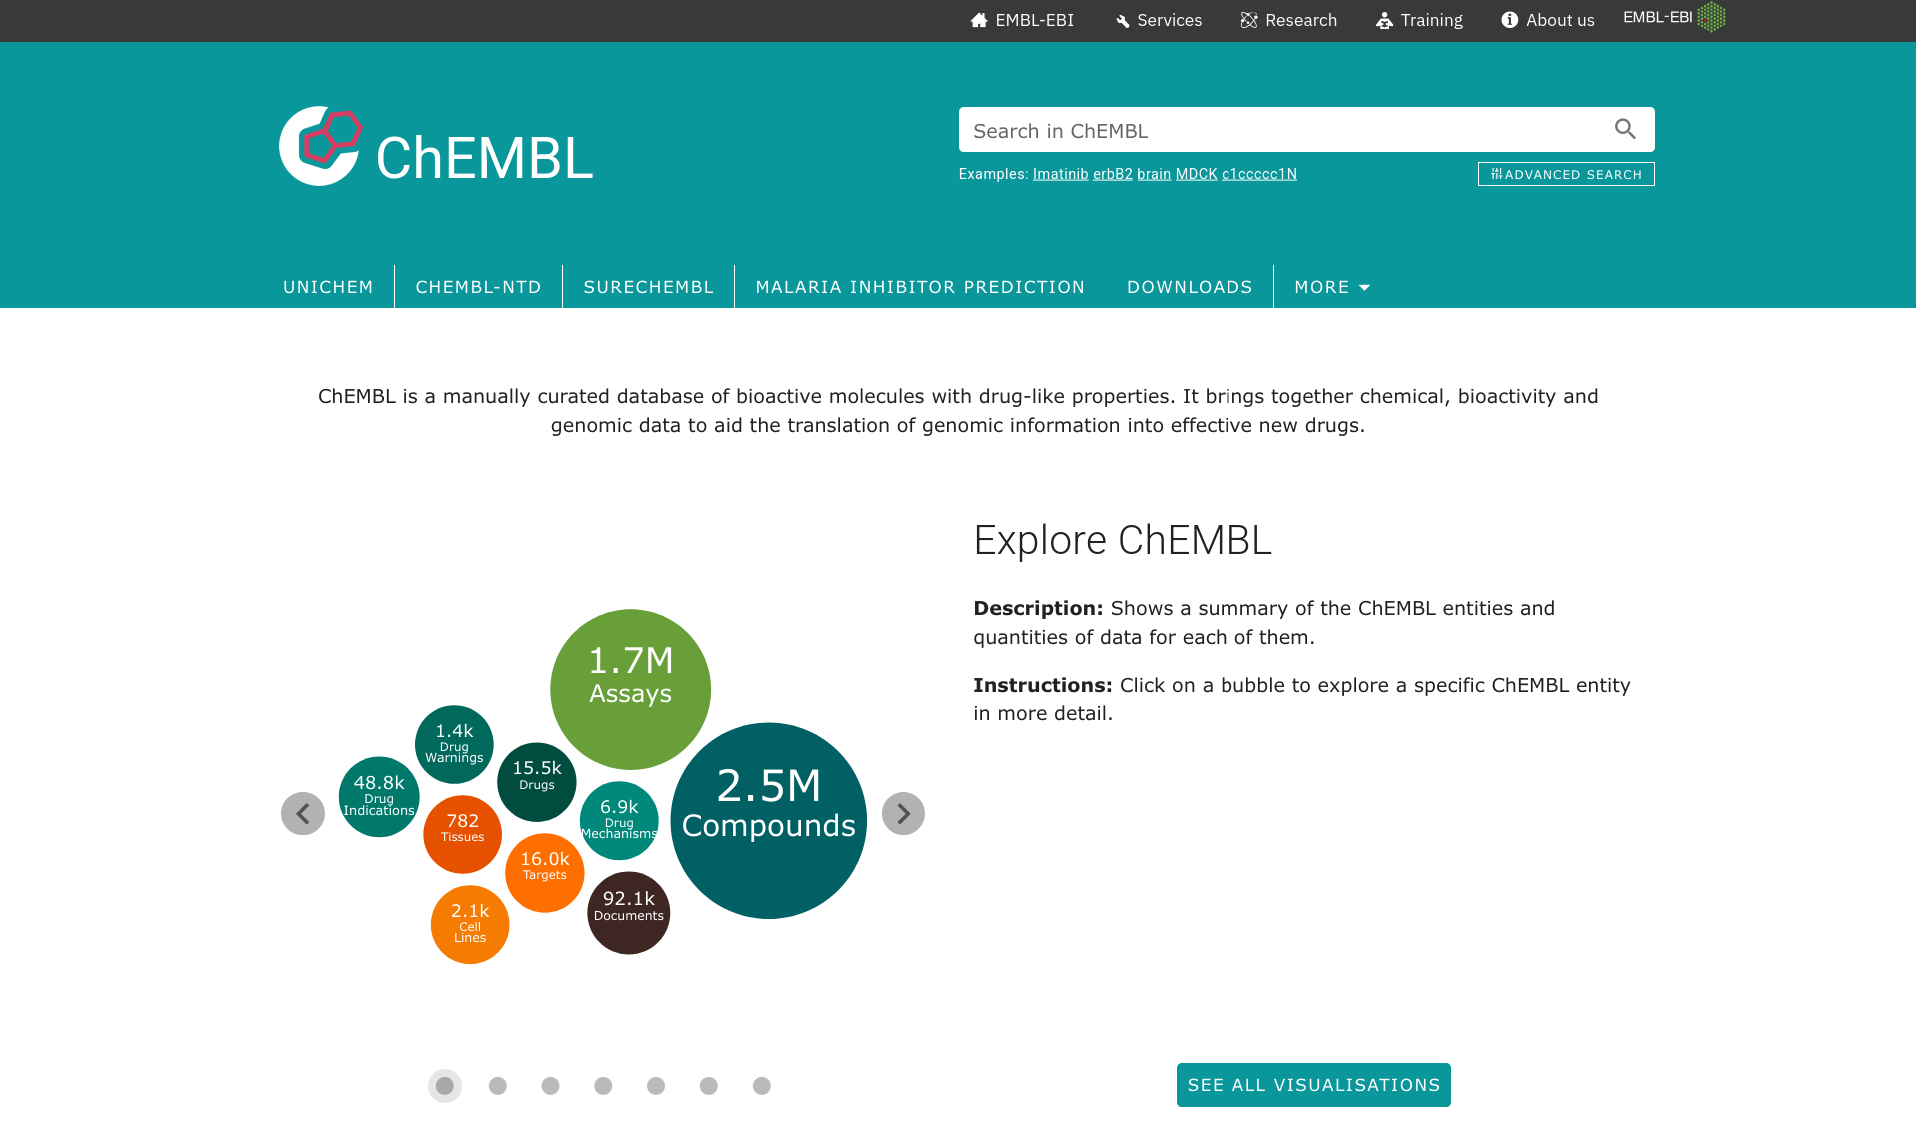 EMBL-EBI
Services
Research
Training
About us
EMBL-EBI
ChEMBL
Search in ChEMBL
Examples: Imatinib erbB2 brain MDCK c1ccccc1N
ADVANCED SEARCH
UNICHEM
CHEMBL-NTD
SURECHEMBL
MALARIA INHIBITOR PREDICTION
DOWNLOADS
MORE
ChEMBL is a manually curated database of bioactive molecules with drug-like properties. It brings together chemical, bioactivity and
genomic data to aid the translation of genomic information into effective new drugs.
1.7M
Assays
1.4k
Drug
Warnings
15.5k
Drugs
48.8k
Drug
Indications
2.5M
Compounds
6.9k
Drug
Mechanisms
782
Tissues
16.0k
Targets
92.1k
Documents
2.1k
Cell
Lines
Explore ChEMBL
Description: Shows a summary of the ChEMBL entities and
quantities of data for each of them.
Instructions: Click on a bubble to explore a specific ChEMBL entity
in more detail.
SEE ALL VISUALISATIONS